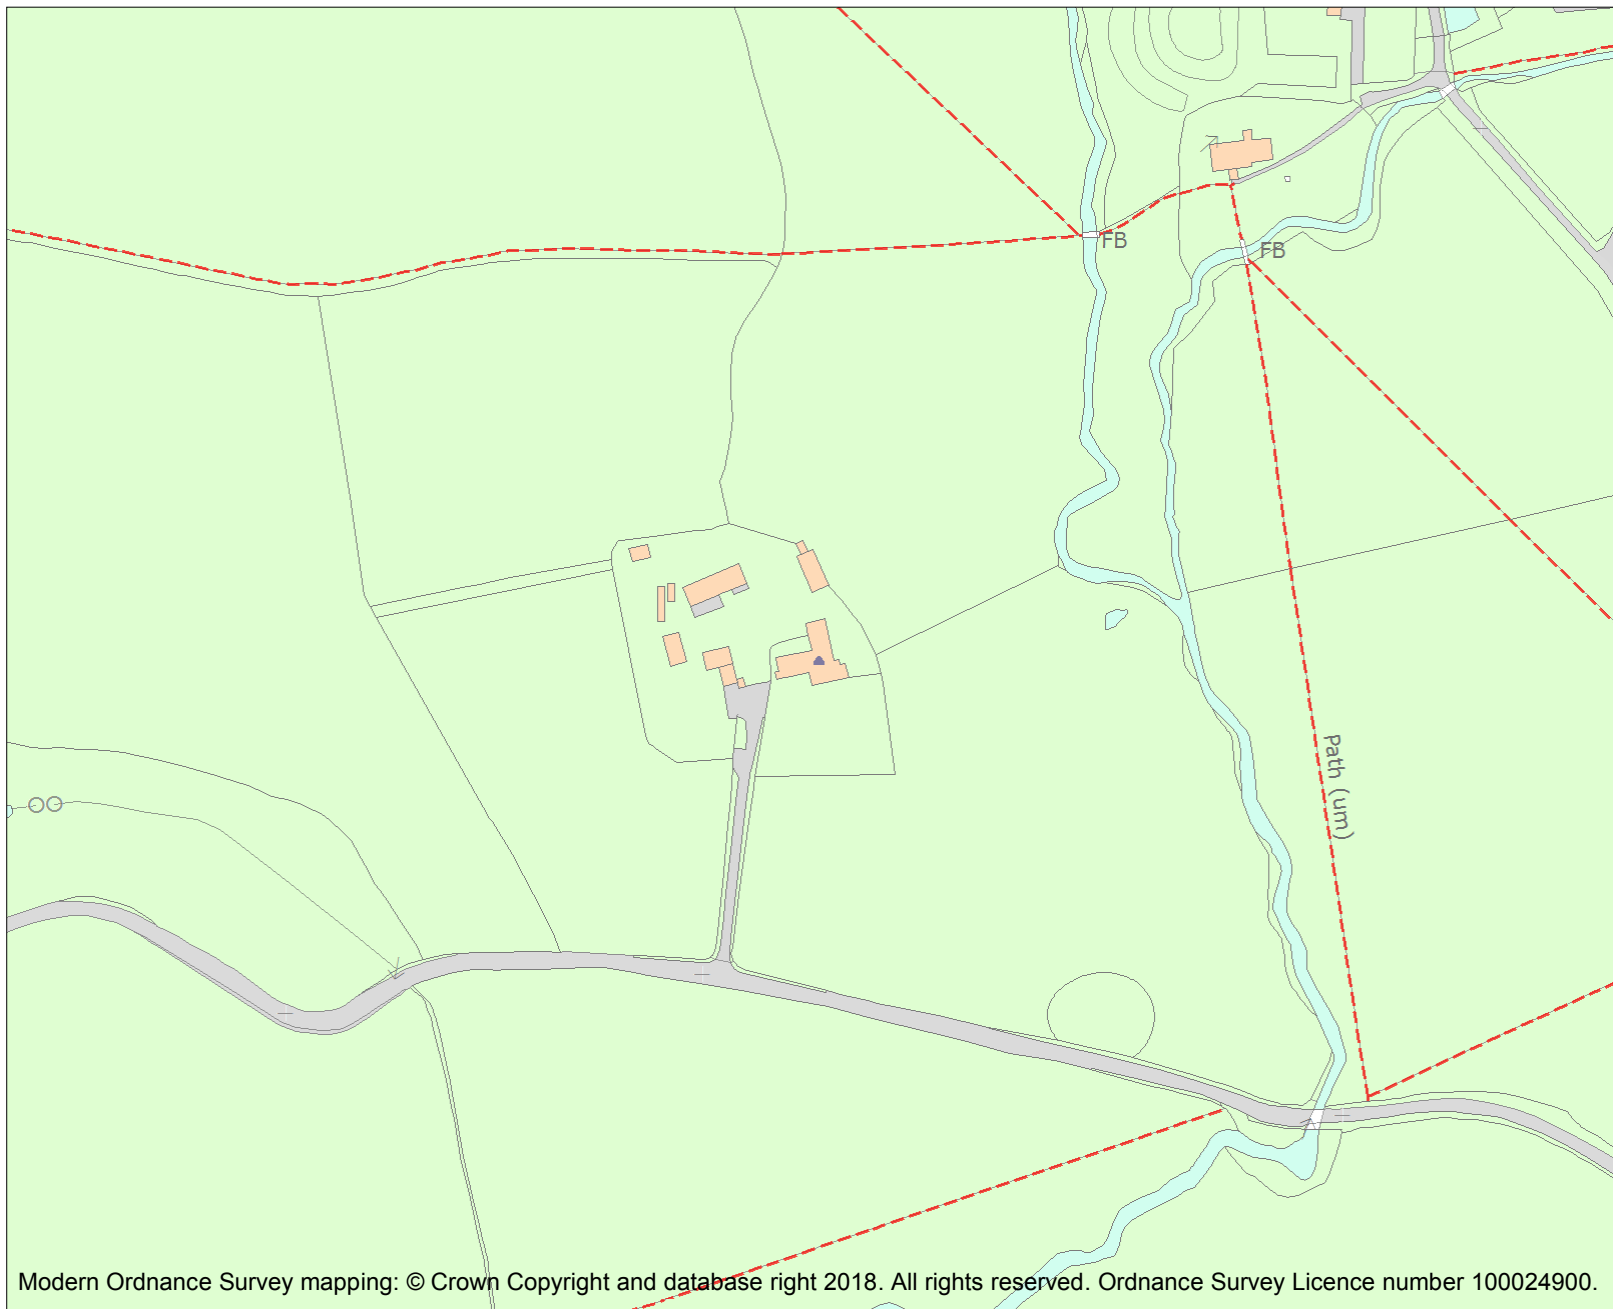 FB
FB
Path (um)
Modern Ordnance Survey mapping: © Crown Copyright and database right 2018. All rights reserved. Ordnance Survey Licence number 100024900.